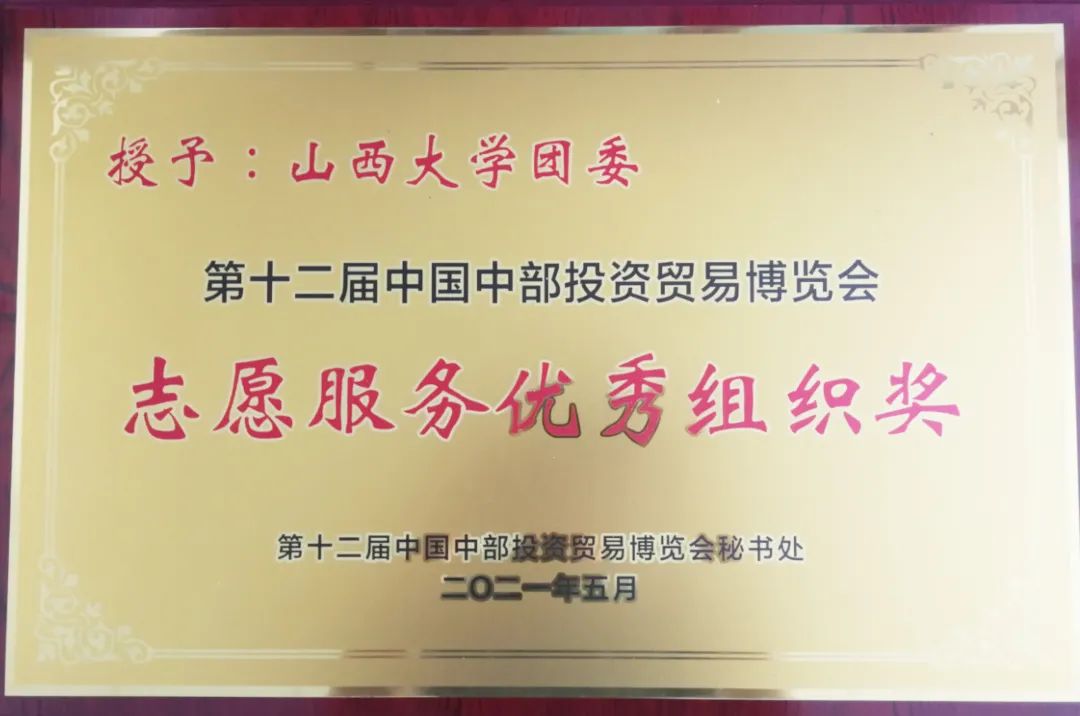 授予：山西大学团委
第十二届中国中部投资贸易博览会
志愿服务优秀组织奖
第十二届中国中部投资贸易博览会秘书处
二〇二一年五月